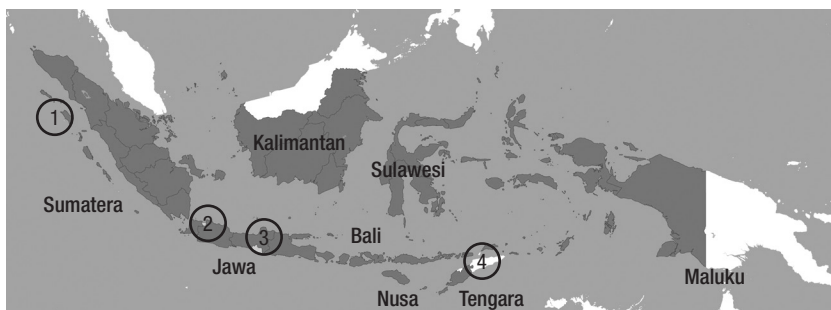 Kalimantan
1
Sulawesi
Sumatera
2
3
Bali
4
Jawa
Maluku
Nusa Tengara